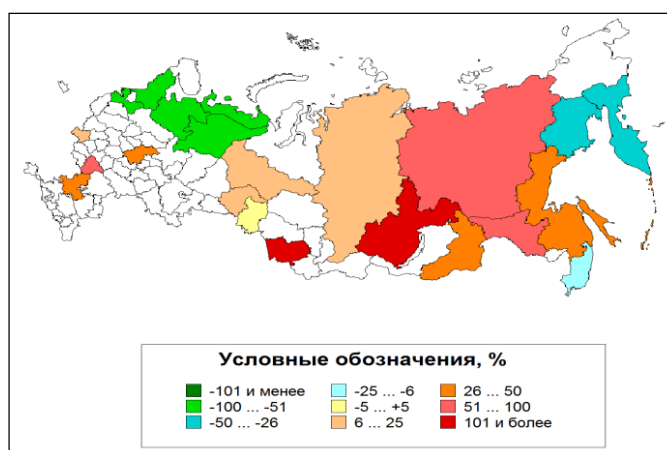 Условные обозначения, %
-101 и менее
-25 ... -6
26 ... 50
-100 ... -51
-5 ... +5
51 ... 100
-50 ... -26
6 ... 25
101 и более